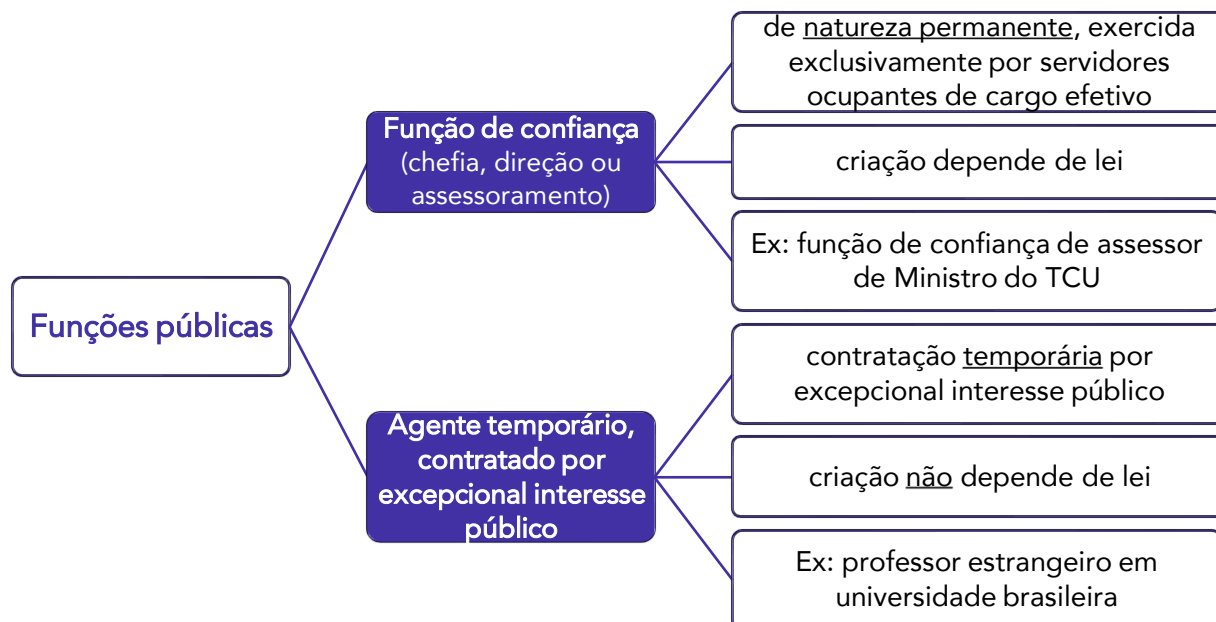 Funções públicas
Função de confiança
(chefia, direção ou
assessoramento)
de natureza permanente, exercida
exclusivamente por servidores
ocupantes de cargo efetivo
criação depende de lei
Ex: função de confiança de assessor
de Ministro do TCU
Agente temporário,
contratado por
excepcional interesse
público
contratação temporária por
excepcional interesse público
criação não depende de lei
Ex: professor estrangeiro em
universidade brasileira